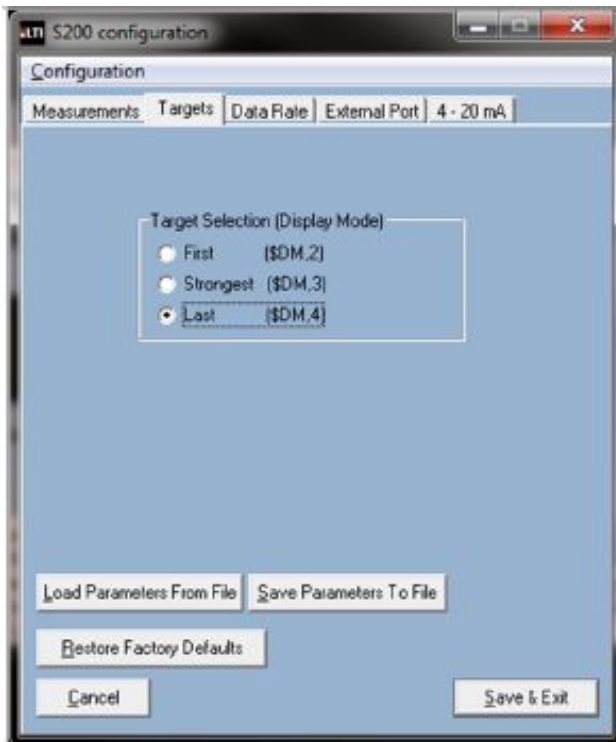 LTI S200 configuration
Configuration
Measurements Targets Data Rate External Port 4 - 20 mA
Target Selection (Display Mode)
First ($DM,2)
Strongest ($DM,3)
Last ($DM,4)
Load Parameters From File Save Parameters To File
Restore Factory Defaults
Cancel Save & Exit